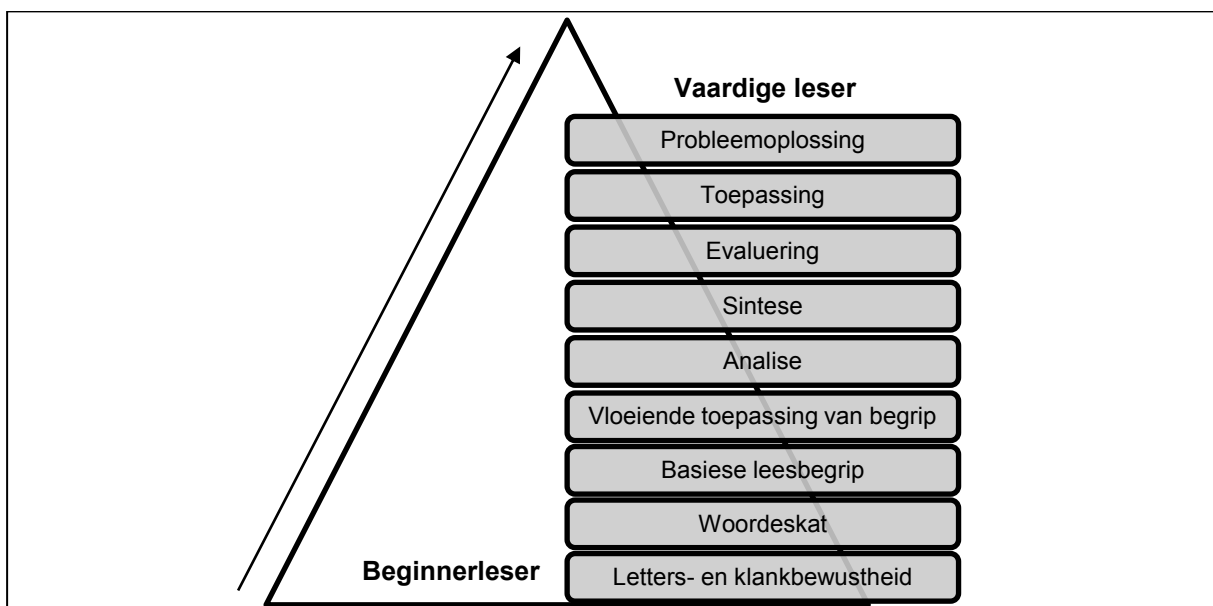 Vaardige leser
Probleemoplossing
Toepassing
Evaluering
Sintese
Analise
Vloeiende toepassing van begrip
Basiese leesbegrip
Woordeskat
Beginnerleser
Letters- en klankbewustheid